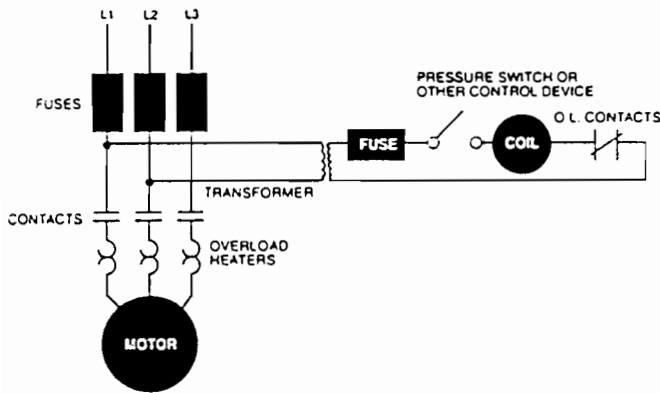 L1 L2 L3
PRESSURE SWITCH OR
OTHER CONTROL DEVICE
FUSES
O.L. CONTACTS
FUSE
COIL
TRANSFORMER
CONTACTS
OVERLOAD
HEATERS
MOTOR